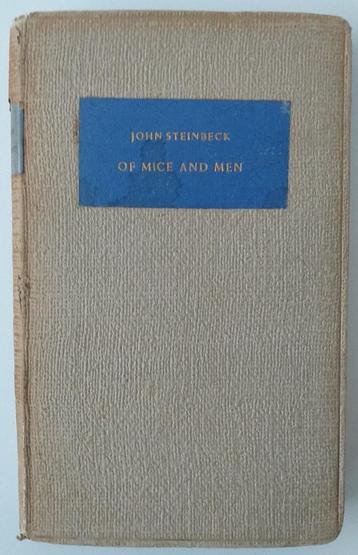 JOHN STEINBECK
OF MICE AND MEN